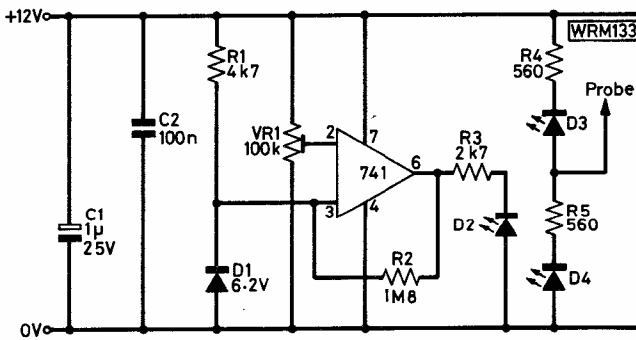 +12V
WRM133
R1
4k7
R4
560
Probe
C2
100n
VR1
100k
2
7
D3
741
6
R3
2k7
3
4
C1
1µ
25V
R5
560
D2
D1
6·2V
R2
1M8
D4
0V